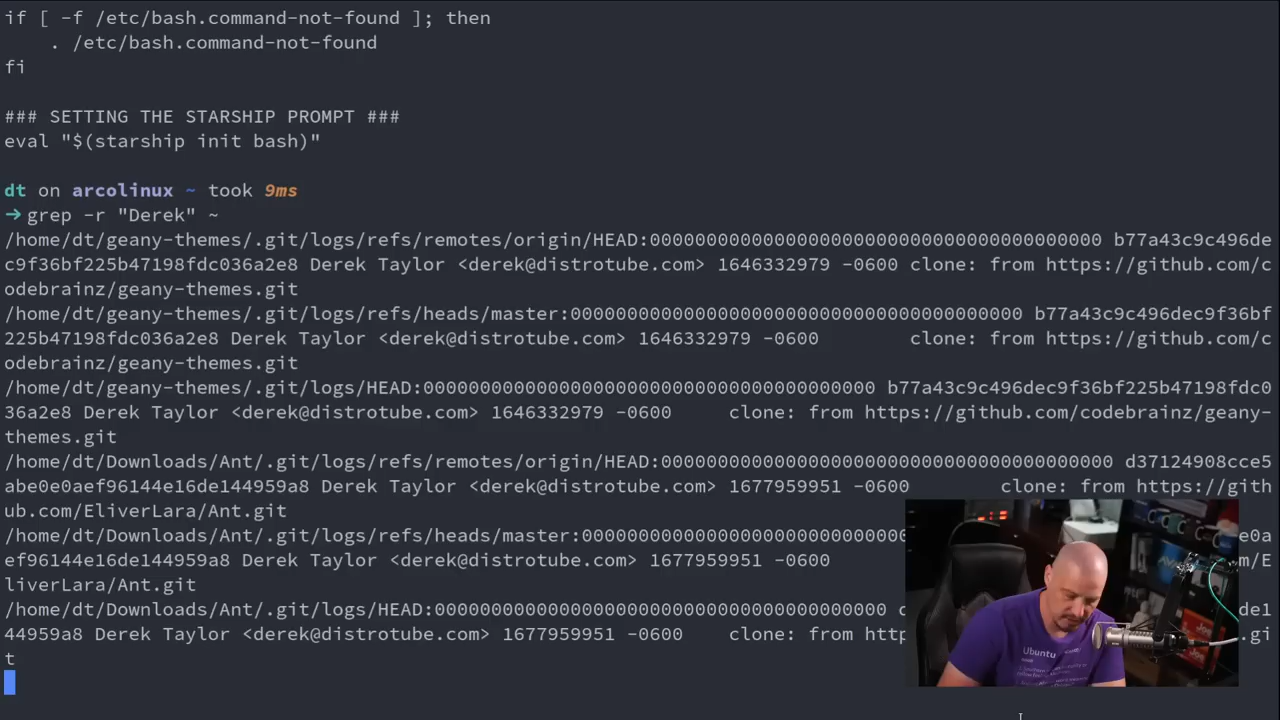 if [ -f /etc/bash.command-not-found ]; then
    . /etc/bash.command-not-found
fi
### SETTING THE STARSHIP PROMPT ###
eval "$(starship init bash)"
dt on arcolinux ~ took 9ms
➜ grep -r "Derek" ~
/home/dt/geany-themes/.git/logs/refs/remotes/origin/HEAD:0000000000000000000000000000000000000000 b77a43c9c496de
c9f36bf225b47198fdc036a2e8 Derek Taylor <derek@distrotube.com> 1646332979 -0600 clone: from https://github.com/c
odebrainz/geany-themes.git
/home/dt/geany-themes/.git/logs/refs/heads/master:0000000000000000000000000000000000000000 b77a43c9c496dec9f36bf
225b47198fdc036a2e8 Derek Taylor <derek@distrotube.com> 1646332979 -0600        clone: from https://github.com/c
odebrainz/geany-themes.git
/home/dt/geany-themes/.git/logs/HEAD:0000000000000000000000000000000000000000 b77a43c9c496dec9f36bf225b47198fdc0
36a2e8 Derek Taylor <derek@distrotube.com> 1646332979 -0600     clone: from https://github.com/codebrainz/geany-
themes.git
/home/dt/Downloads/Ant/.git/logs/refs/remotes/origin/HEAD:0000000000000000000000000000000000000000 d37124908cce5
abe0e0aef96144e16de144959a8 Derek Taylor <derek@distrotube.com> 1677959951 -0600        clone: from https://gith
ub.com/EliverLara/Ant.git
/home/dt/Downloads/Ant/.git/logs/refs/heads/master:00000000000000000000000000000 e0a
ef96144e16de144959a8 Derek Taylor <derek@distrotube.com> 1677959951 -0600 m/E
liverLara/Ant.git
/home/dt/Downloads/Ant/.git/logs/HEAD:0000000000000000000000000000000000000000 de1
44959a8 Derek Taylor <derek@distrotube.com> 1677959951 -0600    clone: from .gi
t
Ubuntu